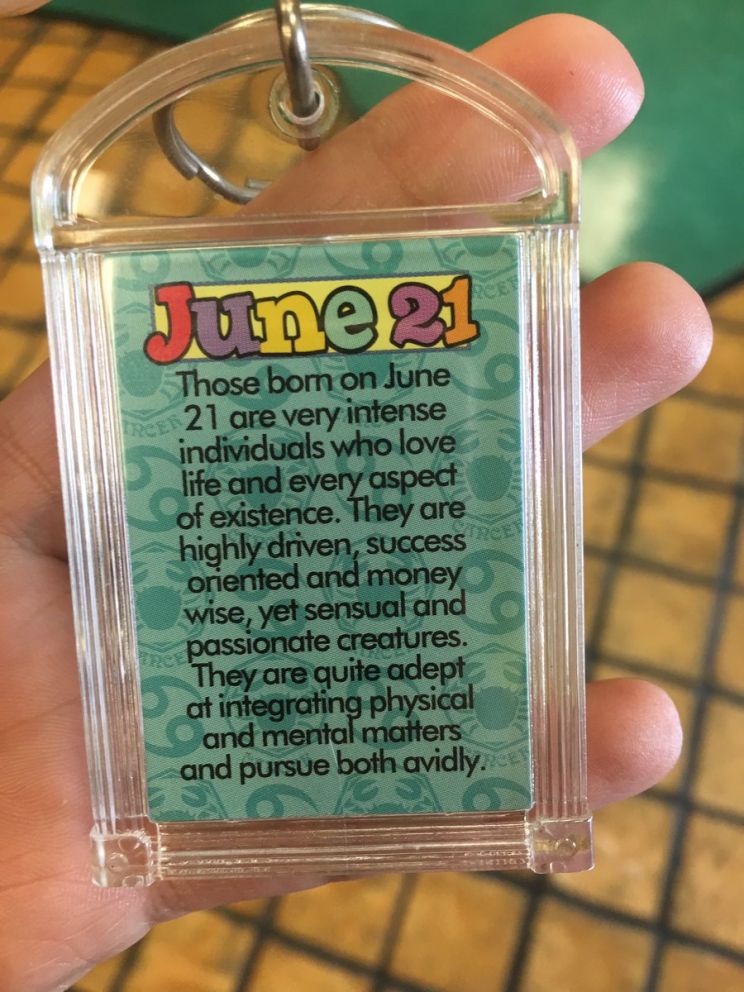 June 21
Those born on June
21 are very intense
individuals who love
life and every aspect
of existence. They are
highly driven, success
oriented and money
wise, yet sensual and
passionate creatures.
They are quite adept
at integrating physical
and mental matters
and pursue both avidly.
CANCER